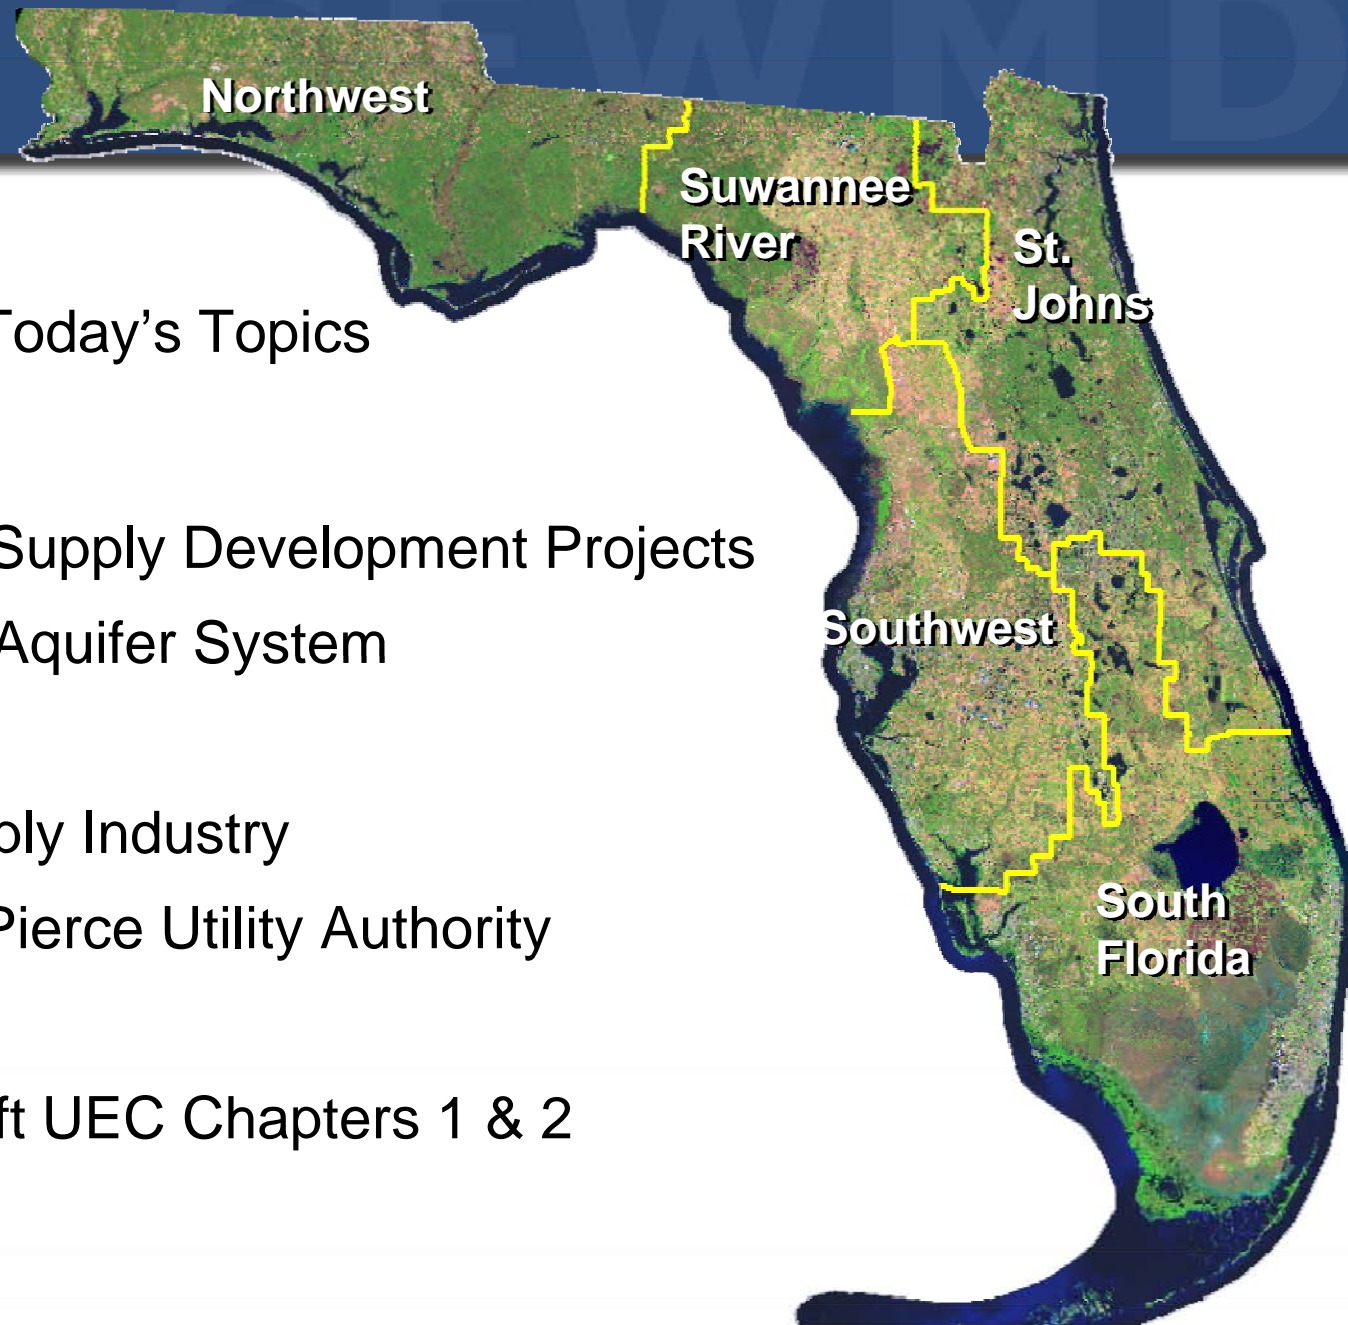 WMD
Northwest
Suwannee
River
St.
Johns
Today’s Topics
Supply Development Projects
Southwest
Aquifer System
ply Industry
South
Florida
Pierce Utility Authority
ft UEC Chapters 1 & 2